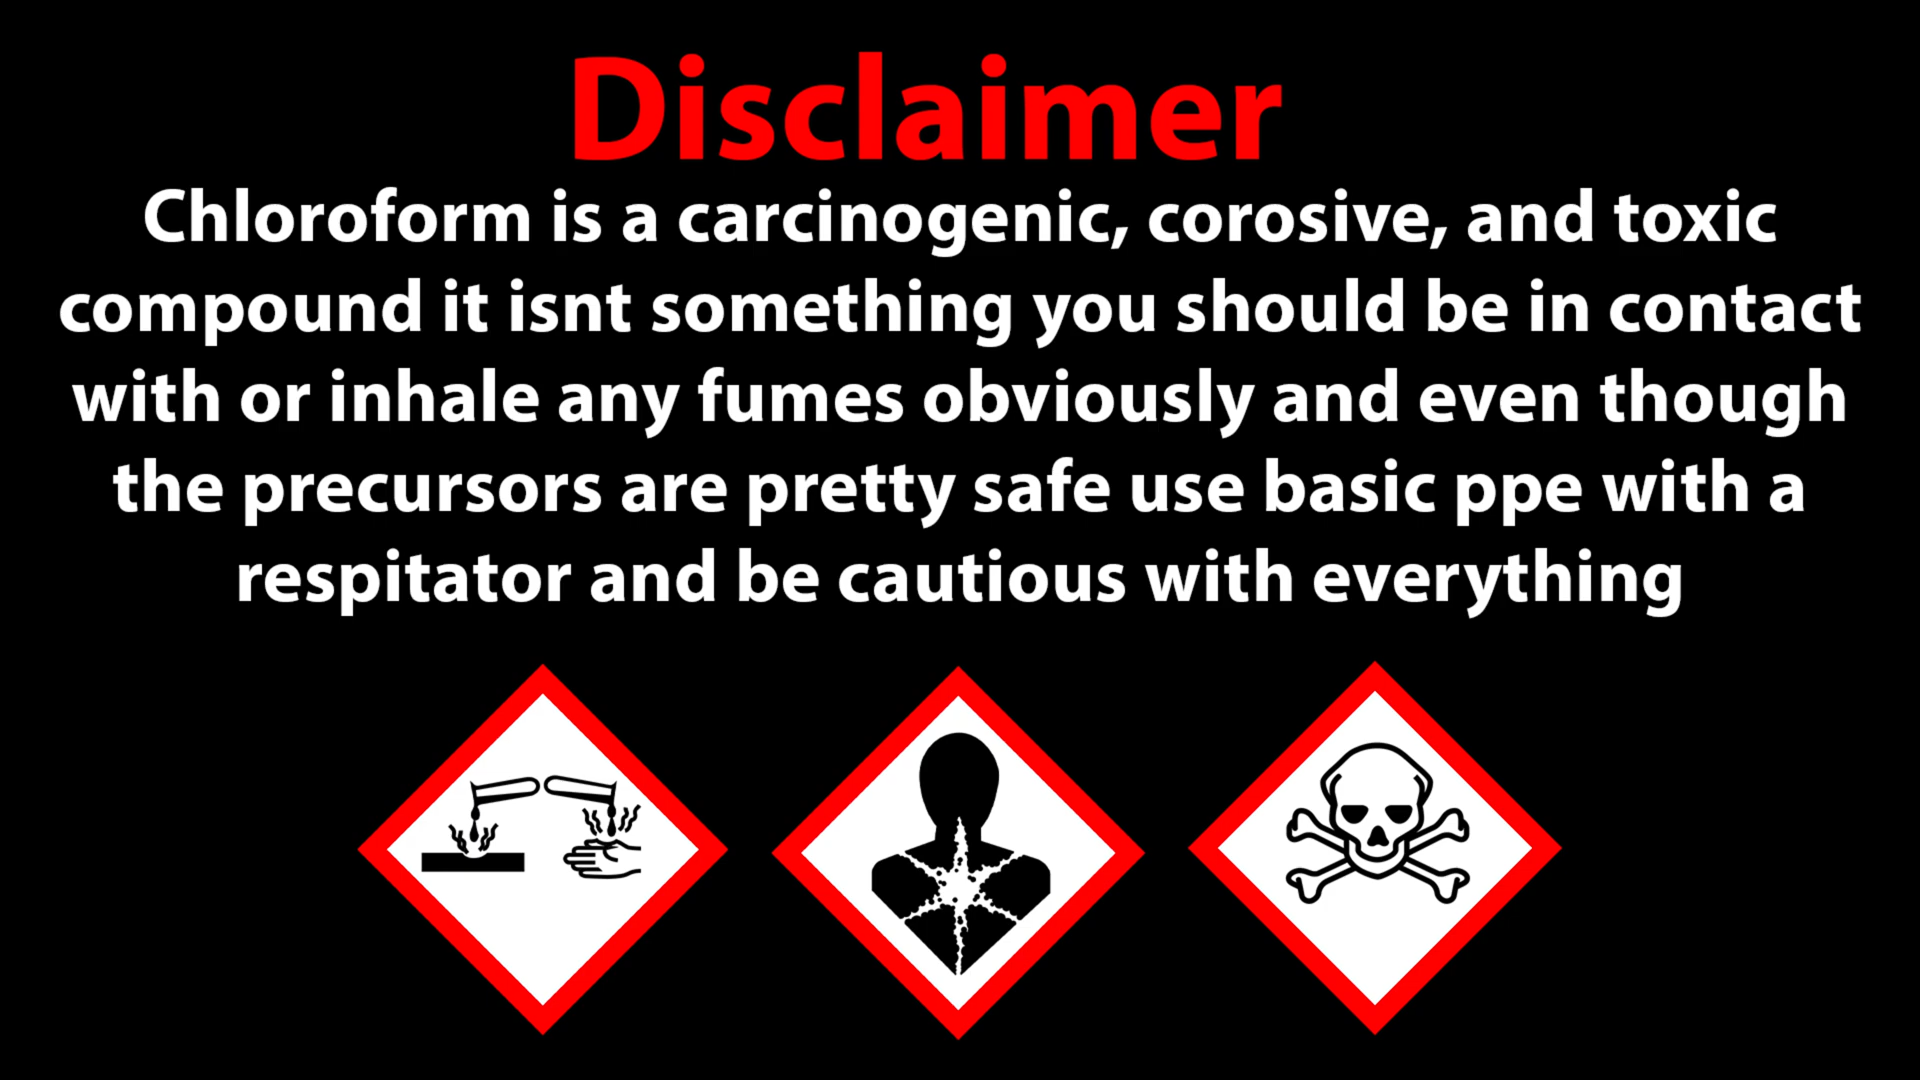 Disclaimer
Chloroform is a carcinogenic, corosive, and toxic
compound it isnt something you should be in contact
with or inhale any fumes obviously and even though
the precursors are pretty safe use basic ppe with a
respitator and be cautious with everything